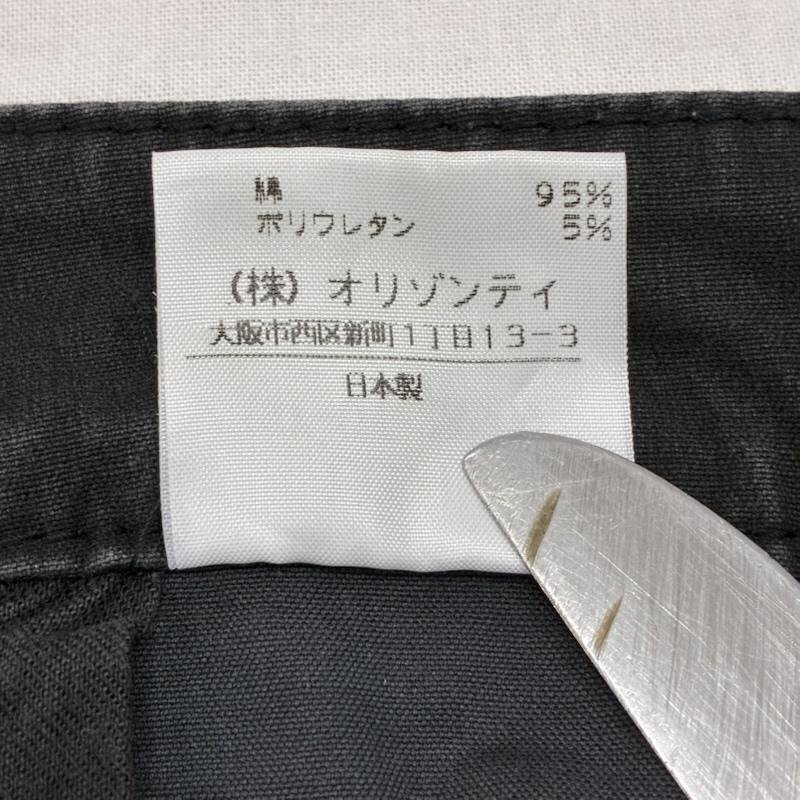 綿 95%
ポリウレタン 5%
(株) オリゾンティ
大阪市西区新町1丁目13-3
日本製